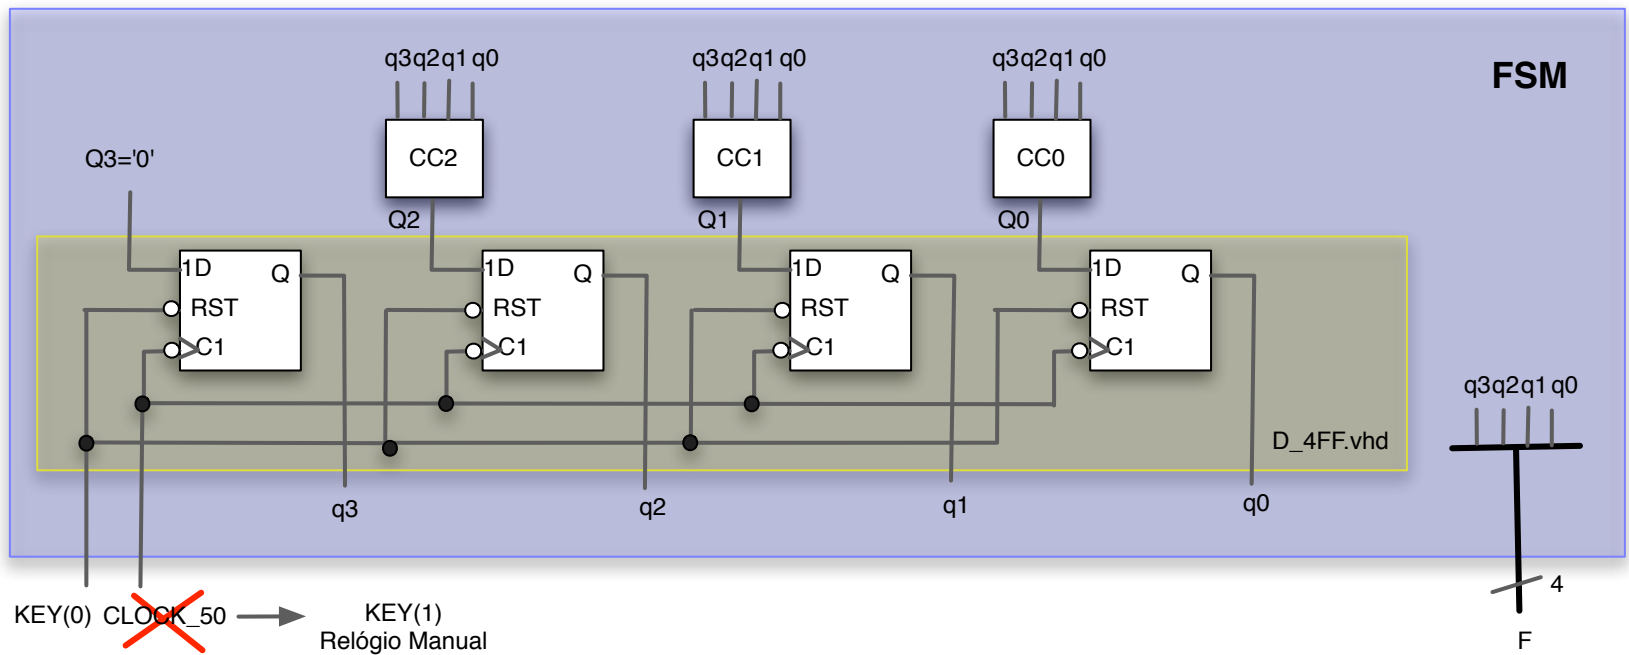 q3q2q1 q0
q3q2q1 q0
q3q2q1 q0
FSM
Q3='0'
CC2
CC1
CC0
Q2
Q1
Q0
1D
Q
RST
C1
1D
Q
RST
C1
1D
Q
RST
C1
1D
Q
RST
C1
q3q2q1 q0
D_4FF.vhd
q3
q2
q1
q0
4
KEY(0)
CLOCK_50
KEY(1)
Relógio Manual
F